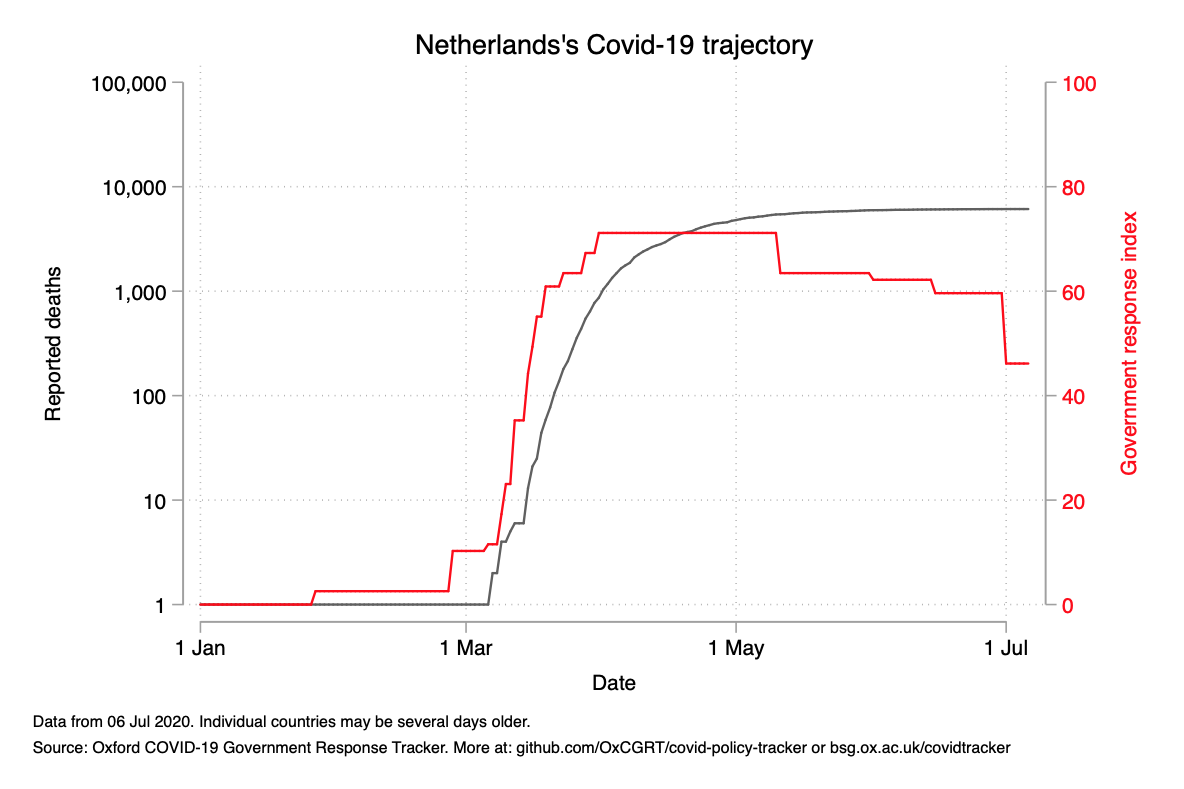 Netherlands's Covid-19 trajectory
100,000
10,000
1,000
100
10
1
Reported deaths
100
80
60
40
20
0
Government response index
1 Jan
1 Mar
1 May
1 Jul
Date
Data from 06 Jul 2020. Individual countries may be several days older.
Source: Oxford COVID-19 Government Response Tracker. More at: github.com/OxCGRT/covid-policy-tracker or bsg.ox.ac.uk/covidtracker